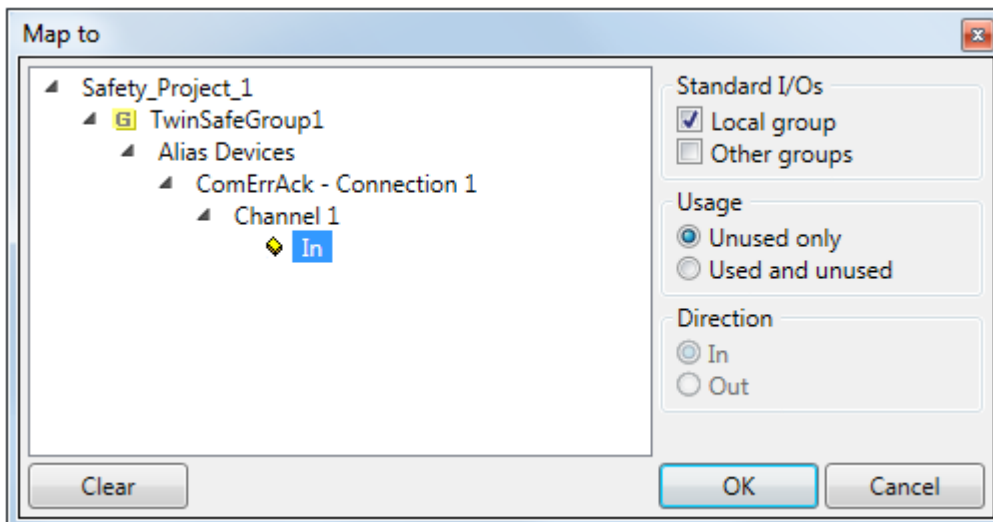 Map to
Safety_Project_1
G TwinSafeGroup1
Alias Devices
ComErrAck - Connection 1
Channel 1
In
Standard I/Os
Local group
Other groups
Usage
Unused only
Used and unused
Direction
In
Out
Clear
OK
Cancel